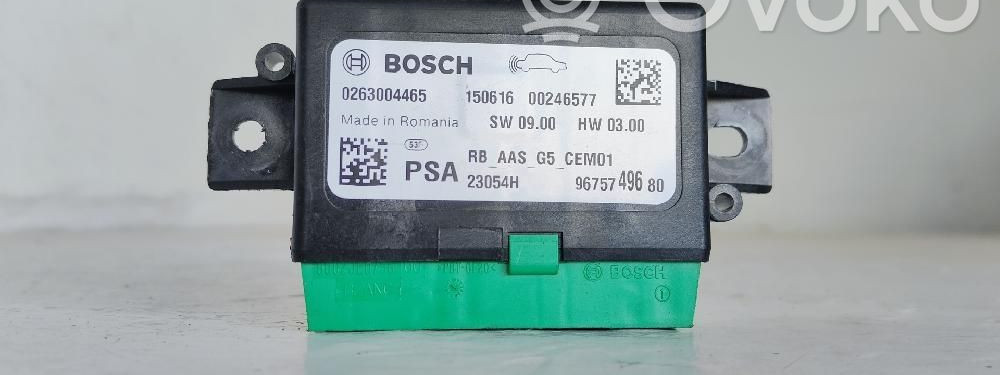 BOSCH
0263004465 150616 00246577
Made in Romania SW 09.00 HW 03.00
53F RB_AAS_G5_CEM01
PSA 23054H 96757 496 80
BOSCH